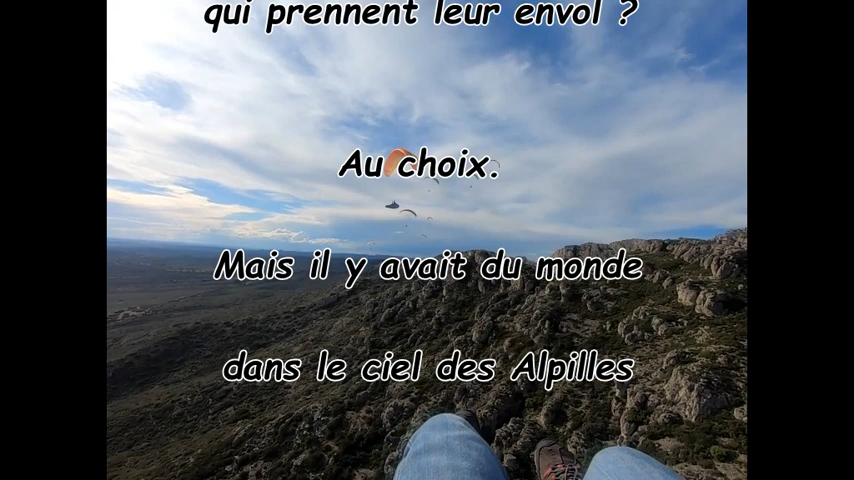 qui prennent leur envol ?
Au choix.
Mais il y avait du monde
dans le ciel des Alpilles